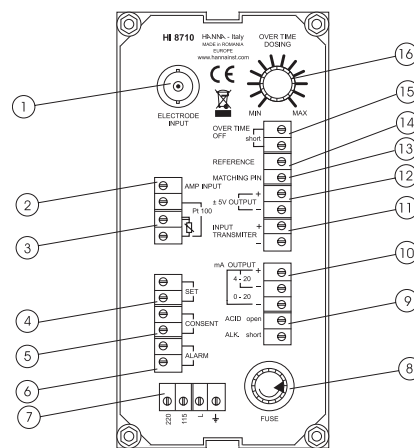 HI 8710
HANNA - Italy
MADE in ROMANIA
EUROPE
www.hannainst.com
OVER TIME
DOSING
MIN
MAX
ELECTRODE
INPUT
OVER TIME
OFF
short
REFERENCE
MATCHING PIN
+
± 5V OUTPUT
−
INPUT
TRANSMITER
+
−
AMP INPUT
Pt 100
mA OUTPUT
+
4 - 20
−
0 - 20
−
ACID open
ALK. short
SET
CONSENT
ALARM
220
115
L
FUSE
1
2
3
4
5
6
7
8
9
10
11
12
13
14
15
16